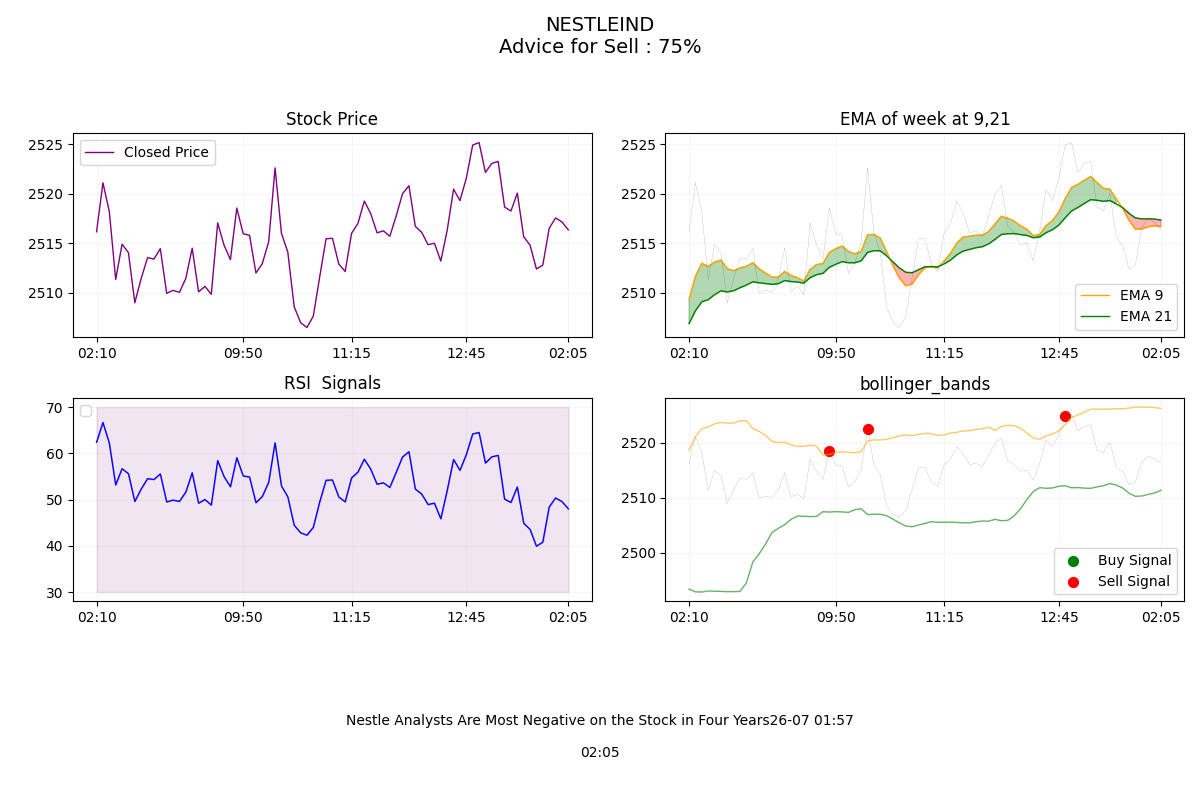 NESTLEIND
Advice for Sell : 75%
Stock Price
2525
2520
2515
2510
Closed Price
02:10 09:50 11:15 12:45 02:05
EMA of week at 9,21
2525
2520
2515
2510
EMA 9
EMA 21
02:10 09:50 11:15 12:45 02:05
RSI  Signals
70
60
50
40
30
02:10 09:50 11:15 12:45 02:05
bollinger_bands
2520
2510
2500
Buy Signal
Sell Signal
02:10 09:50 11:15 12:45 02:05
Nestle Analysts Are Most Negative on the Stock in Four Years26-07 01:57
02:05